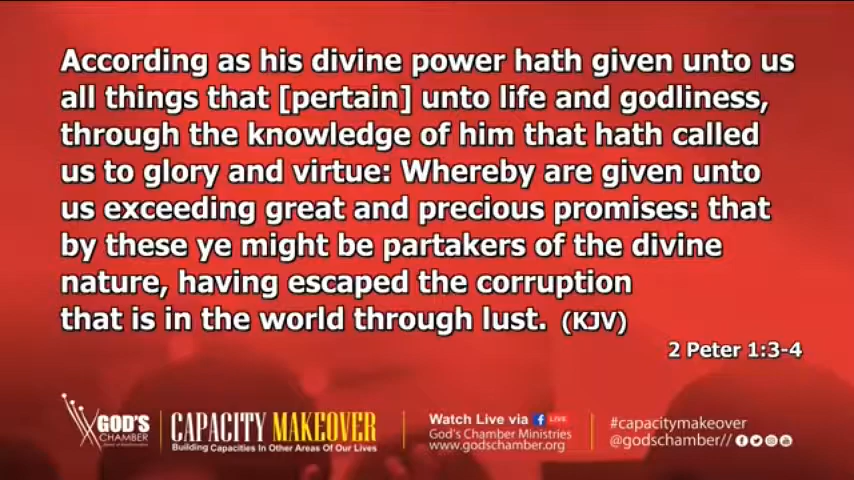 According as his divine power hath given unto us
all things that [pertain] unto life and godliness,
through the knowledge of him that hath called
us to glory and virtue: Whereby are given unto
us exceeding great and precious promises: that
by these ye might be partakers of the divine
nature, having escaped the corruption
that is in the world through lust. (KJV)
2 Peter 1:3-4
GOD'S
CHAMBER
CAPACITY MAKEOVER
Building Capacities In Other Areas Of Our Lives
Watch Live via f LIVE
God's Chamber Ministries
www.godschamber.org
#capacitymakeover
@godschamber//